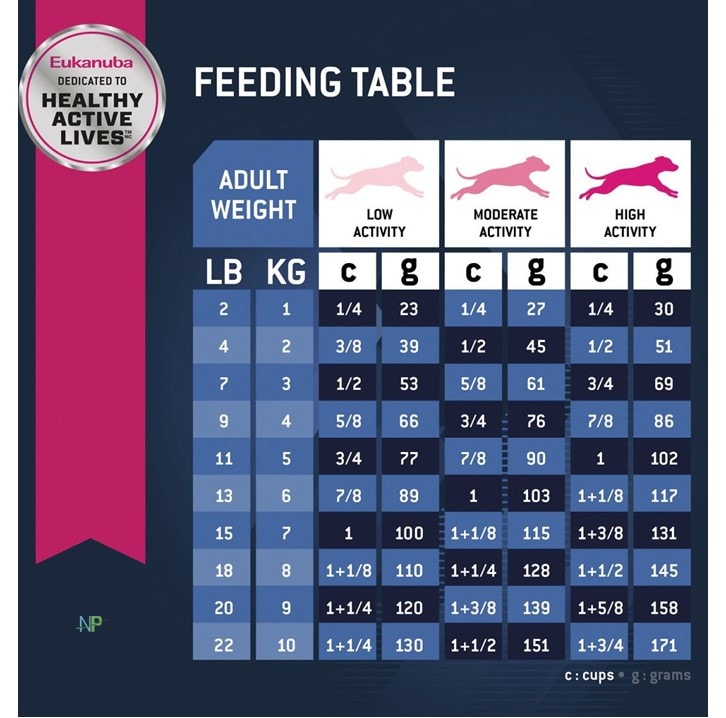 Eukanuba
DEDICATED TO
HEALTHY
ACTIVE
LIVES™ MC
FEEDING TABLE
ADULT
WEIGHT
LOW
ACTIVITY
MODERATE
ACTIVITY
HIGH
ACTIVITY
LB KG c g c g c g
2 1 1/4 23 1/4 27 1/4 30
4 2 3/8 39 1/2 45 1/2 51
7 3 1/2 53 5/8 61 3/4 69
9 4 5/8 66 3/4 76 7/8 86
11 5 3/4 77 7/8 90 1 102
13 6 7/8 89 1 103 1+1/8 117
15 7 1 100 1+1/8 115 1+3/8 131
18 8 1+1/8 110 1+1/4 128 1+1/2 145
20 9 1+1/4 120 1+3/8 139 1+5/8 158
22 10 1+1/4 130 1+1/2 151 1+3/4 171
NP
c : cups • g : grams